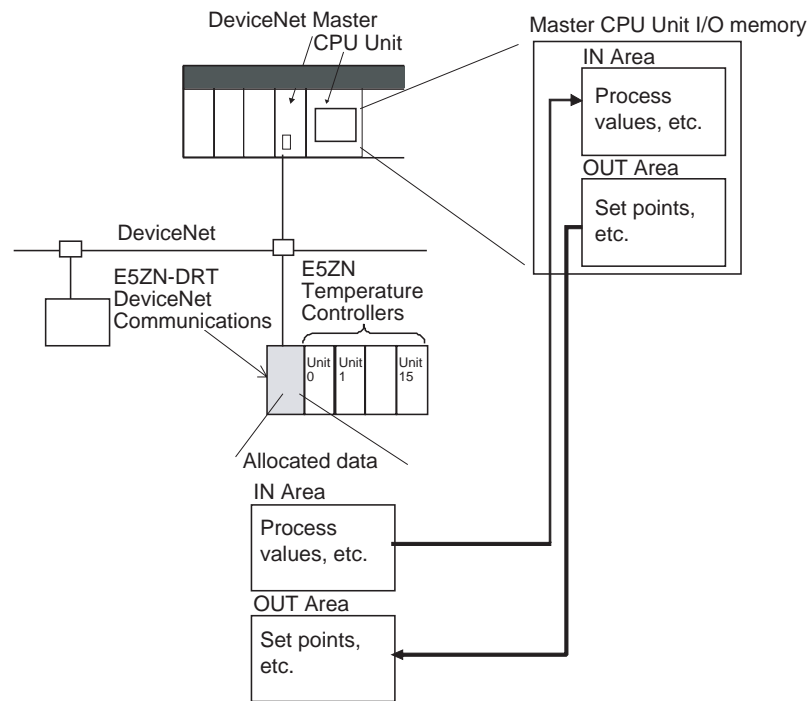 DeviceNet Master
CPU Unit
Master CPU Unit I/O memory
IN Area
Process
values, etc.
OUT Area
Set points,
etc.
DeviceNet
E5ZN-DRT
DeviceNet
Communications
E5ZN
Temperature
Controllers
Unit
0
Unit
1
Unit
15
Allocated data
IN Area
Process
values, etc.
OUT Area
Set points,
etc.